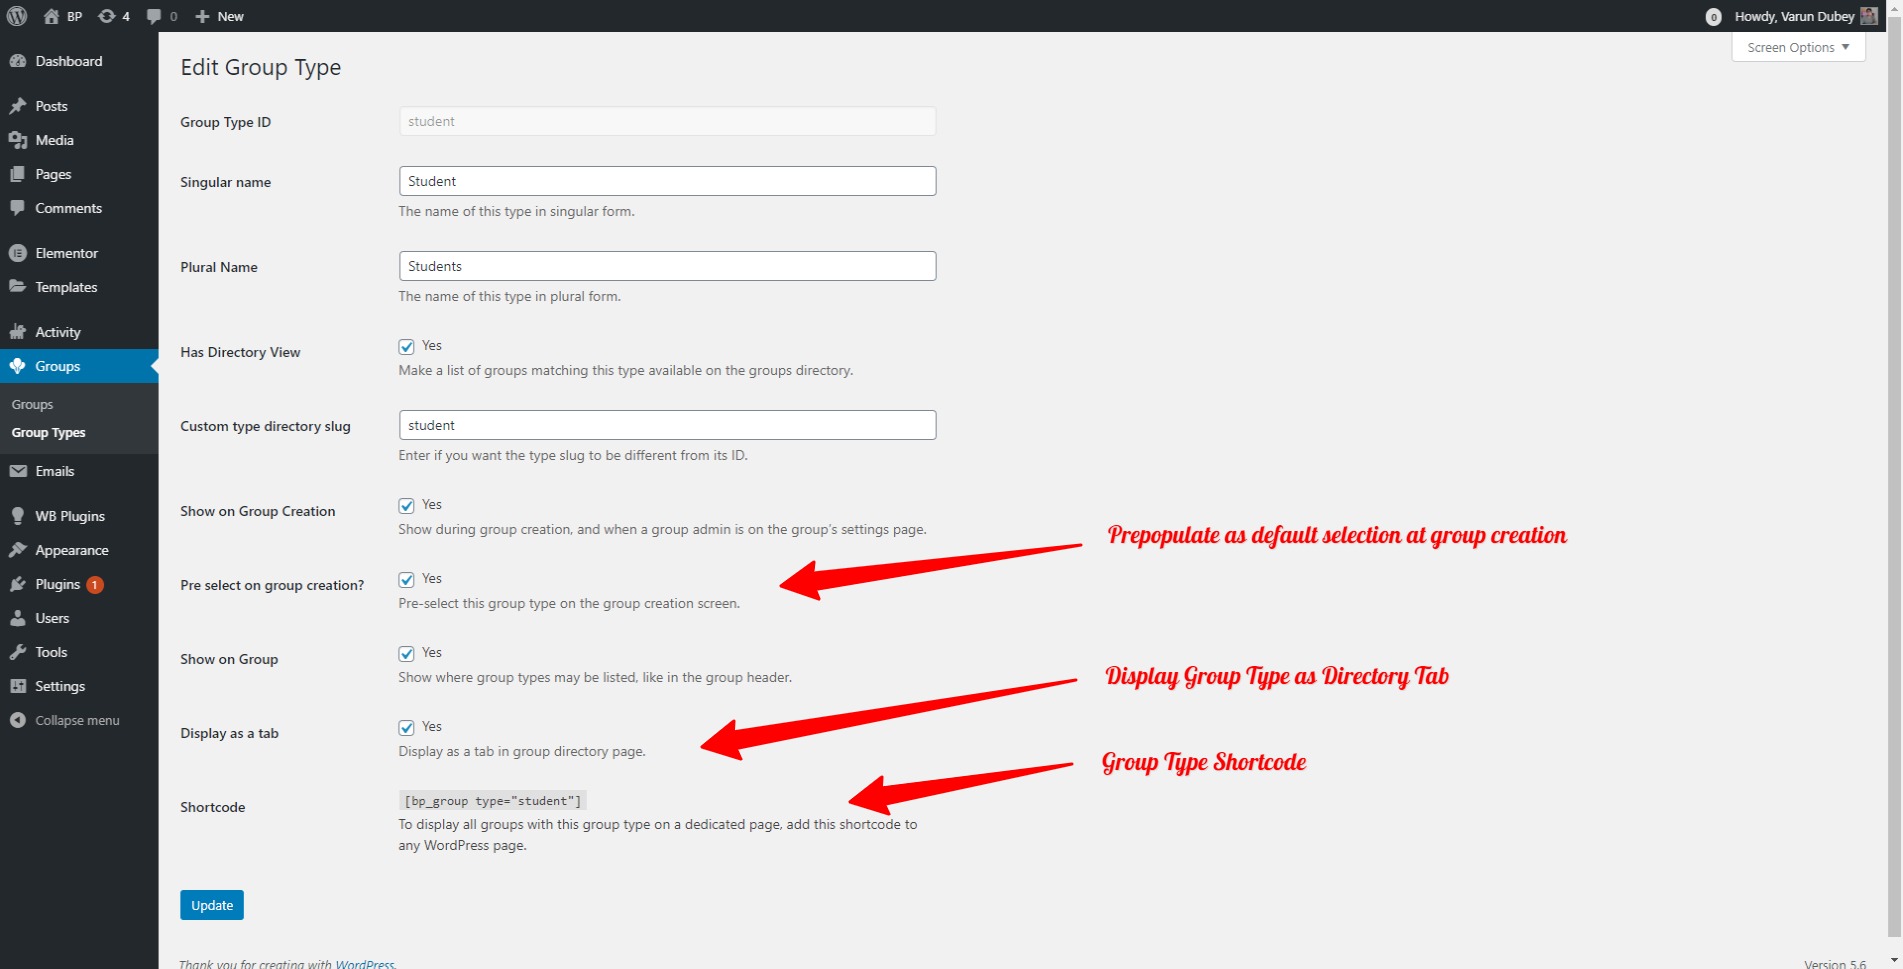 BP 4 0 New 0 Howdy, Varun Dubey
Screen Options
Dashboard
Posts
Media
Pages
Comments
Elementor
Templates
Activity
Groups
Groups
Group Types
Emails
WB Plugins
Appearance
Plugins 1
Users
Tools
Settings
Collapse menu
Edit Group Type
Group Type ID student
Singular name Student
The name of this type in singular form.
Plural Name Students
The name of this type in plural form.
Has Directory View Yes
Make a list of groups matching this type available on the groups directory.
Custom type directory slug student
Enter if you want the type slug to be different from its ID.
Show on Group Creation Yes
Show during group creation, and when a group admin is on the group's settings page.
Prepopulate as default selection at group creation
Pre select on group creation? Yes
Pre-select this group type on the group creation screen.
Show on Group Yes
Show where group types may be listed, like in the group header.
Display Group Type as Directory Tab
Display as a tab Yes
Display as a tab in group directory page.
Group Type Shortcode
Shortcode [bp_group type="student"]
To display all groups with this group type on a dedicated page, add this shortcode to
any WordPress page.
Update
Thank you for creating with WordPress.
Version 5.6